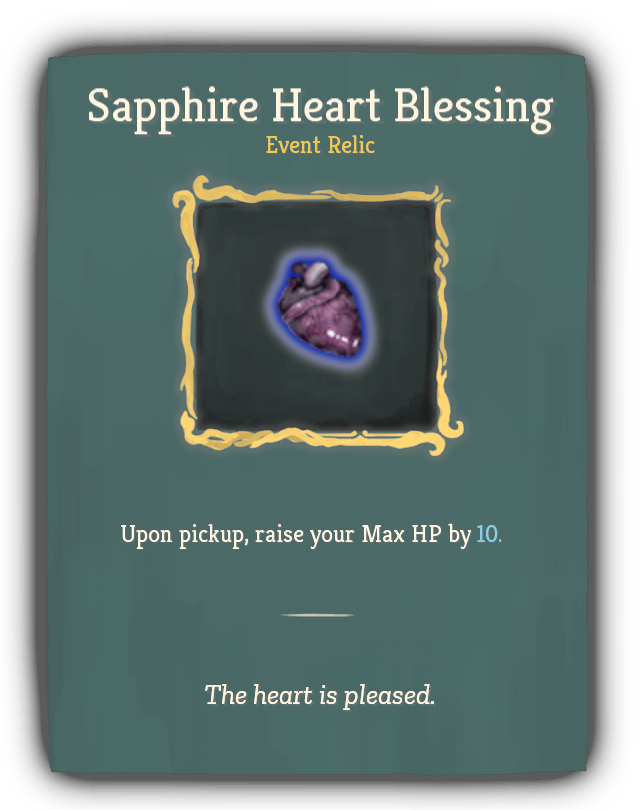 Sapphire Heart Blessing
Event Relic
Upon pickup, raise your Max HP by 10.
The heart is pleased.